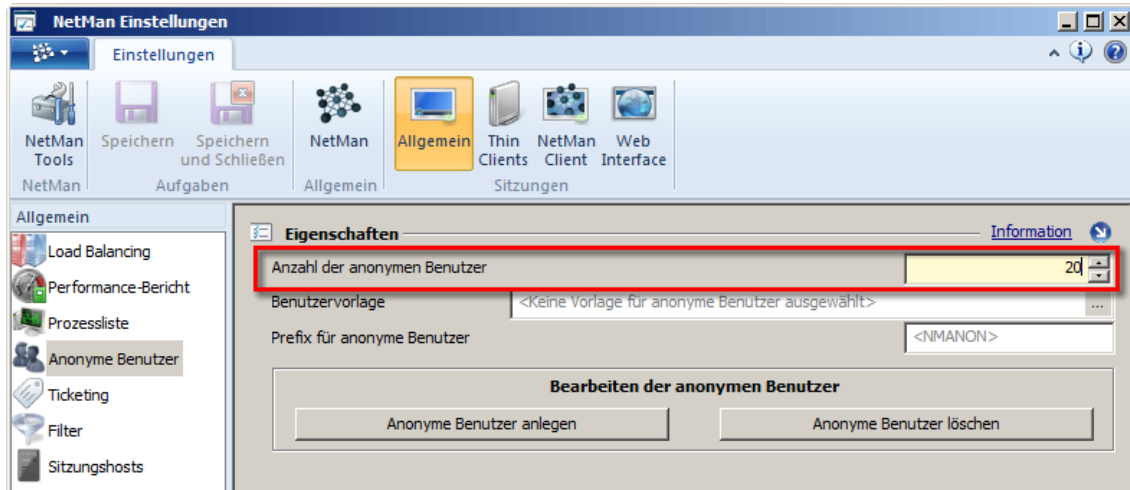 NetMan Einstellungen
Einstellungen
NetMan Tools
Speichern
Speichern und Schließen
NetMan
Allgemein
Thin Clients
NetMan Client
Web Interface
NetMan
Aufgaben
Allgemein
Sitzungen
Allgemein
Load Balancing
Performance-Bericht
Prozessliste
Anonyme Benutzer
Ticketing
Filter
Sitzungshosts
Eigenschaften
Information
Anzahl der anonymen Benutzer
20
Benutzervorlage
<Keine Vorlage für anonyme Benutzer ausgewählt>
...
Prefix für anonyme Benutzer
<NMANON>
Bearbeiten der anonymen Benutzer
Anonyme Benutzer anlegen
Anonyme Benutzer löschen